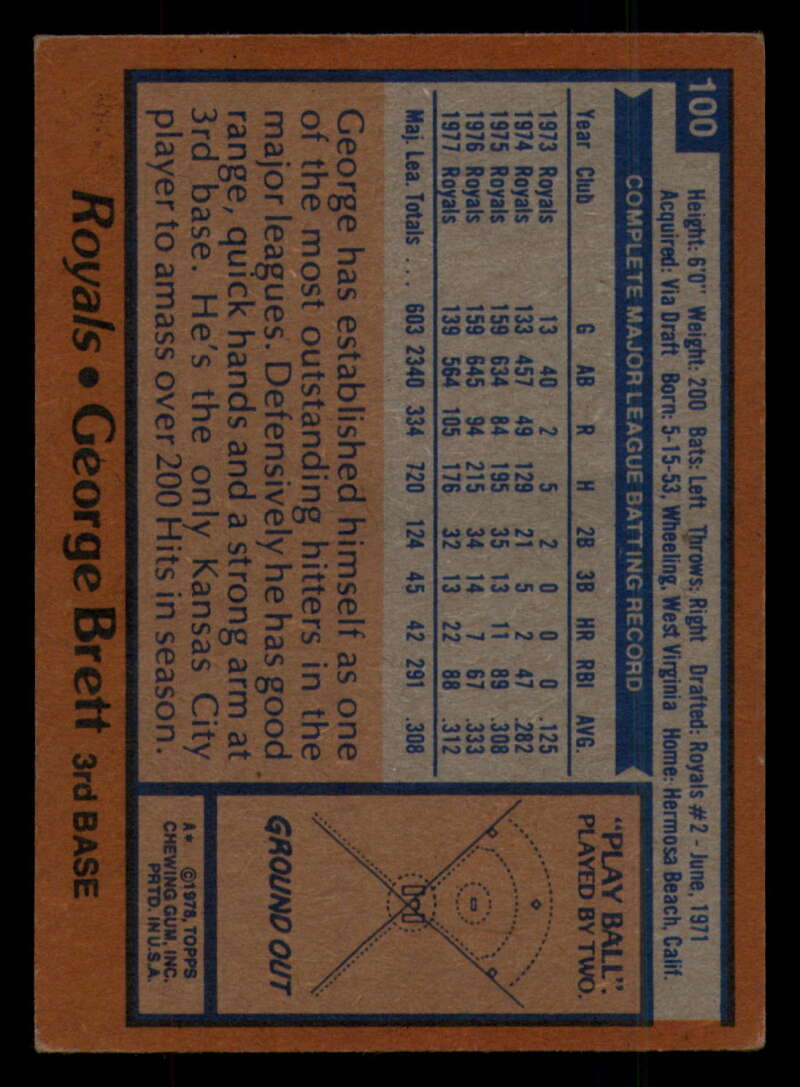 100
Height: 6'0" Weight: 200 Bats: Left Throws: Right Drafted: Royals #2 - June, 1971
Acquired: Via Draft Born: 5-15-53, Wheeling, West Virginia Home: Hermosa Beach, Calif.
COMPLETE MAJOR LEAGUE BATTING RECORD
Year Club G AB R H 2B 3B HR RBI AVG.
1973 Royals 13 40 2 5 2 0 0 0 .125
1974 Royals 133 457 49 129 21 5 2 47 .282
1975 Royals 159 634 84 195 35 13 11 89 .308
1976 Royals 159 645 94 215 34 14 7 67 .333
1977 Royals 139 564 105 176 32 13 22 88 .312
Maj. Lea. Totals ... 603 2340 334 720 124 45 42 291 .308
George has established himself as one
of the most outstanding hitters in the
major leagues. Defensively he has good
range, quick hands and a strong arm at
3rd base. He's the only Kansas City
player to amass over 200 Hits in season.
"PLAY BALL"
PLAYED BY TWO.
GROUND OUT
A* ©1978, TOPPS
CHEWING GUM, INC.
PRTD. IN U.S.A.
Royals • George Brett 3rd BASE